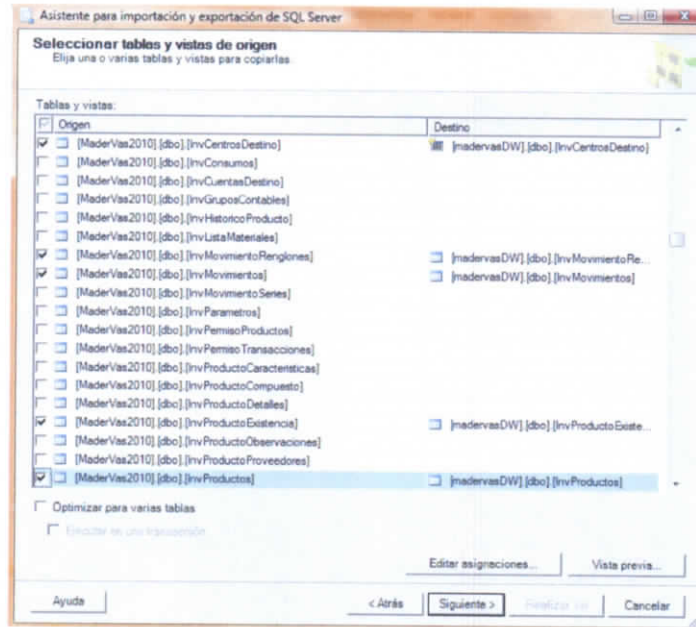 Asistente para importación y exportación de SQL Server
Seleccionar tablas y vistas de origen
Elija una o varias tablas y vistas para copiarlas
Tablas y vistas:
Origen Destino
[MaderVas2010].[dbo].[InvCentrosDestino] [madervasDW].[dbo].[InvCentrosDestino]
[MaderVas2010].[dbo].[InvConsumos]
[MaderVas2010].[dbo].[InvCuentasDestino]
[MaderVas2010].[dbo].[InvGruposContables]
[MaderVas2010].[dbo].[InvHistoricoProducto]
[MaderVas2010].[dbo].[InvListaMateriales]
[MaderVas2010].[dbo].[InvMovimientoRenglones] [madervasDW].[dbo].[InvMovimientoRe...
[MaderVas2010].[dbo].[InvMovimientos] [madervasDW].[dbo].[InvMovimientos]
[MaderVas2010].[dbo].[InvMovimientoSeries]
[MaderVas2010].[dbo].[InvParametros]
[MaderVas2010].[dbo].[InvPermisoProductos]
[MaderVas2010].[dbo].[InvPermisoTransacciones]
[MaderVas2010].[dbo].[InvProductoCaracteristicas]
[MaderVas2010].[dbo].[InvProductoCompuesto]
[MaderVas2010].[dbo].[InvProductoDetalles]
[MaderVas2010].[dbo].[InvProductoExistencia] [madervasDW].[dbo].[InvProductoExiste...
[MaderVas2010].[dbo].[InvProductoObservaciones]
[MaderVas2010].[dbo].[InvProductoProveedores]
[MaderVas2010].[dbo].[InvProductos] [madervasDW].[dbo].[InvProductos]
Optimizar para varias tablas
Ejecutar en una transacción
Editar asignaciones... Vista previa...
Ayuda < Atrás Siguiente > Cancelar